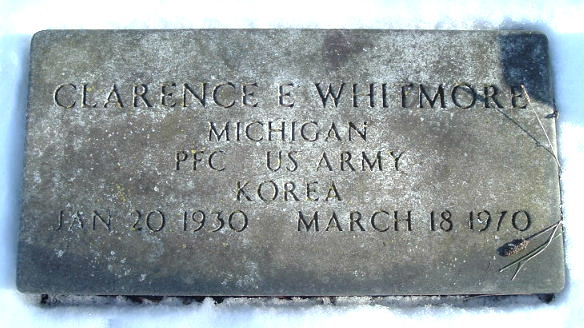 CLARENCE E WHITMORE
MICHIGAN
PFC US ARMY
KOREA
JAN 20 1930 MARCH 18 1970